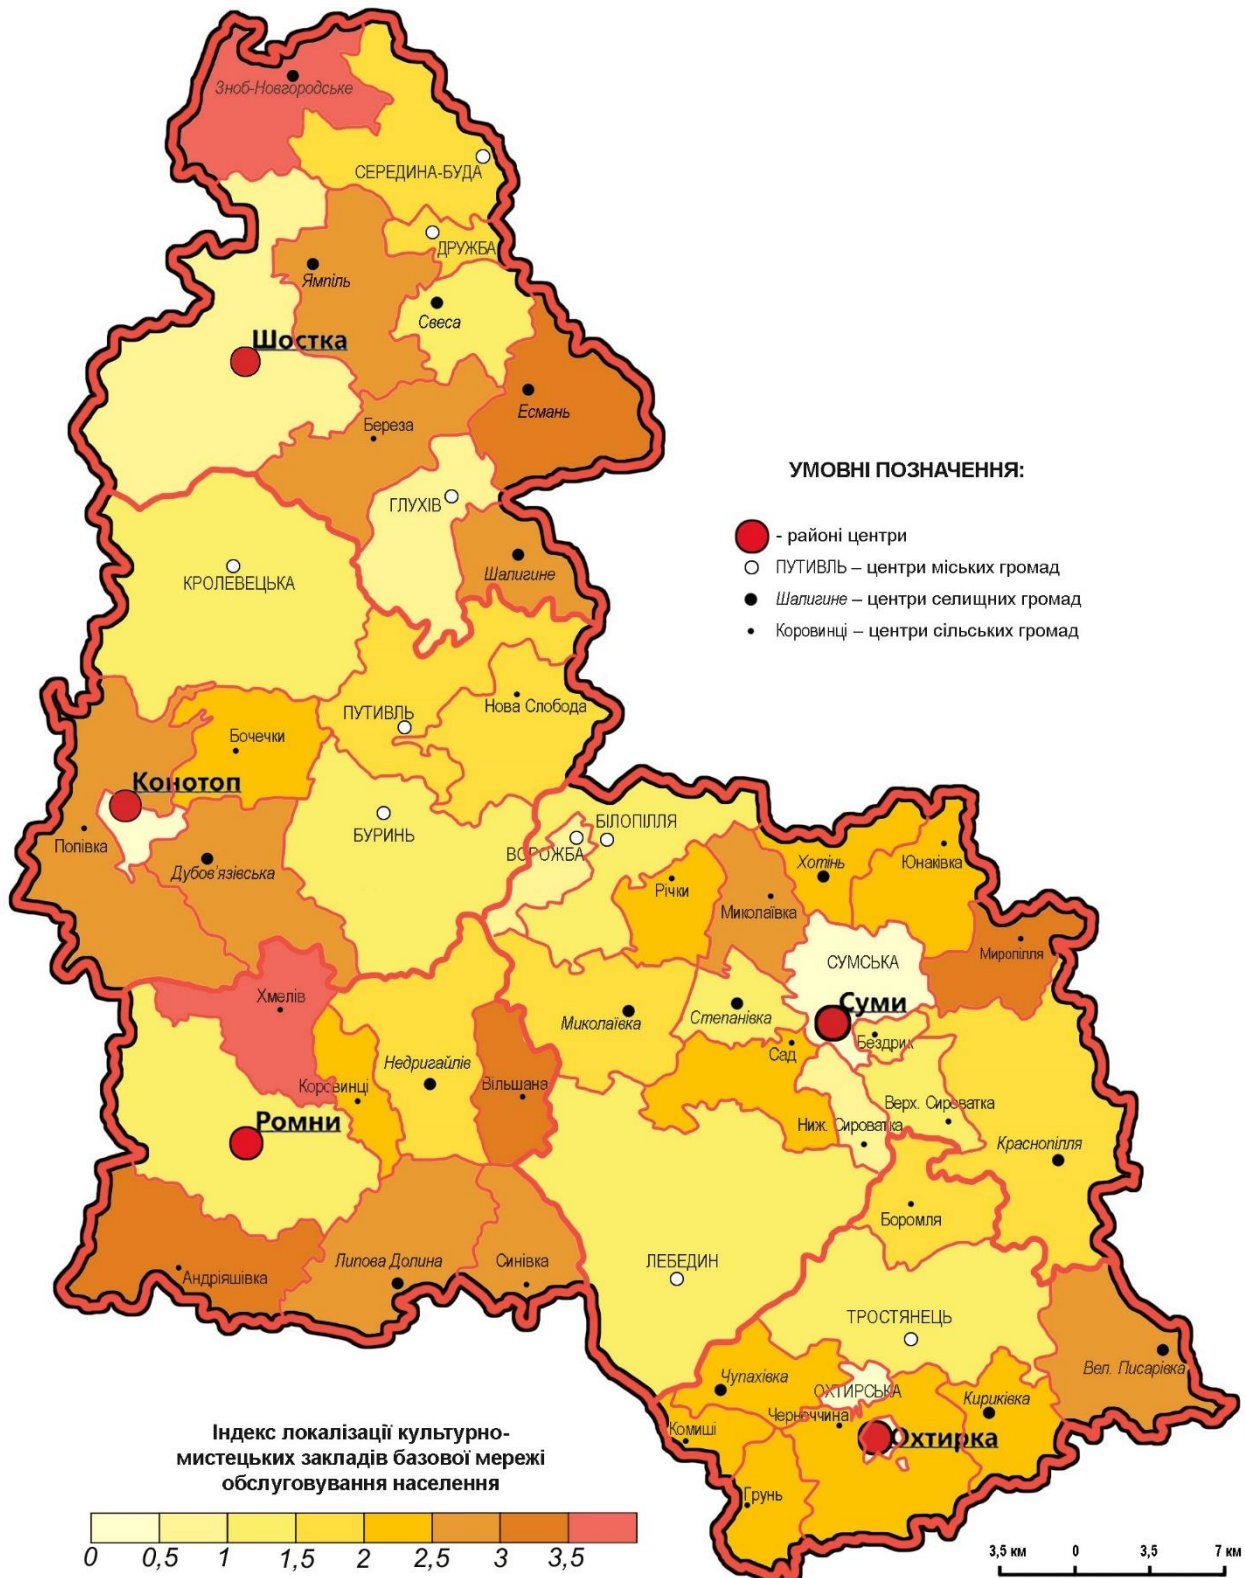 Зноб-Новгородське
СЕРЕДИНА-БУДА
ДРУЖБА
Ямпіль
Свеса
Шостка
Есмань
Береза
УМОВНІ ПОЗНАЧЕННЯ:
ГЛУХІВ
- районі центри
Шалигине
ПУТИВЛЬ – центри міських громад
КРОЛЕВЕЦЬКА
Шалигине – центри селищних громад
Коровинці – центри сільських громад
Нова Слобода
ПУТИВЛЬ
Бочечки
Конотоп
БУРИНЬ
БІЛОПІЛЛЯ
ВОРОЖБА
Попівка
Дубов'язівська
Хотінь
Юнаківка
Річки
Миколаївка
Миропілля
СУМСЬКА
Хмелів
Суми
Миколаївка
Степанівка
Бездрик
Сад
Недригайлів
Коровинці
Вільшана
Ромни
Верх. Сироватка
Ниж. Сироватка
Краснопілля
Боромля
ЛЕБЕДИН
Липова Долина
Синівка
Андріяшівка
ТРОСТЯНЕЦЬ
Вел. Писарівка
Чупахівка
ОХТИРСЬКА
Кириківка
Чернеччина
Комиші
Охтирка
Грунь
Індекс локалізації культурно-
мистецьких закладів базової мережі
обслуговування населення
0 0,5 1 1,5 2 2,5 3 3,5
3,5 км 0 3,5 7 км